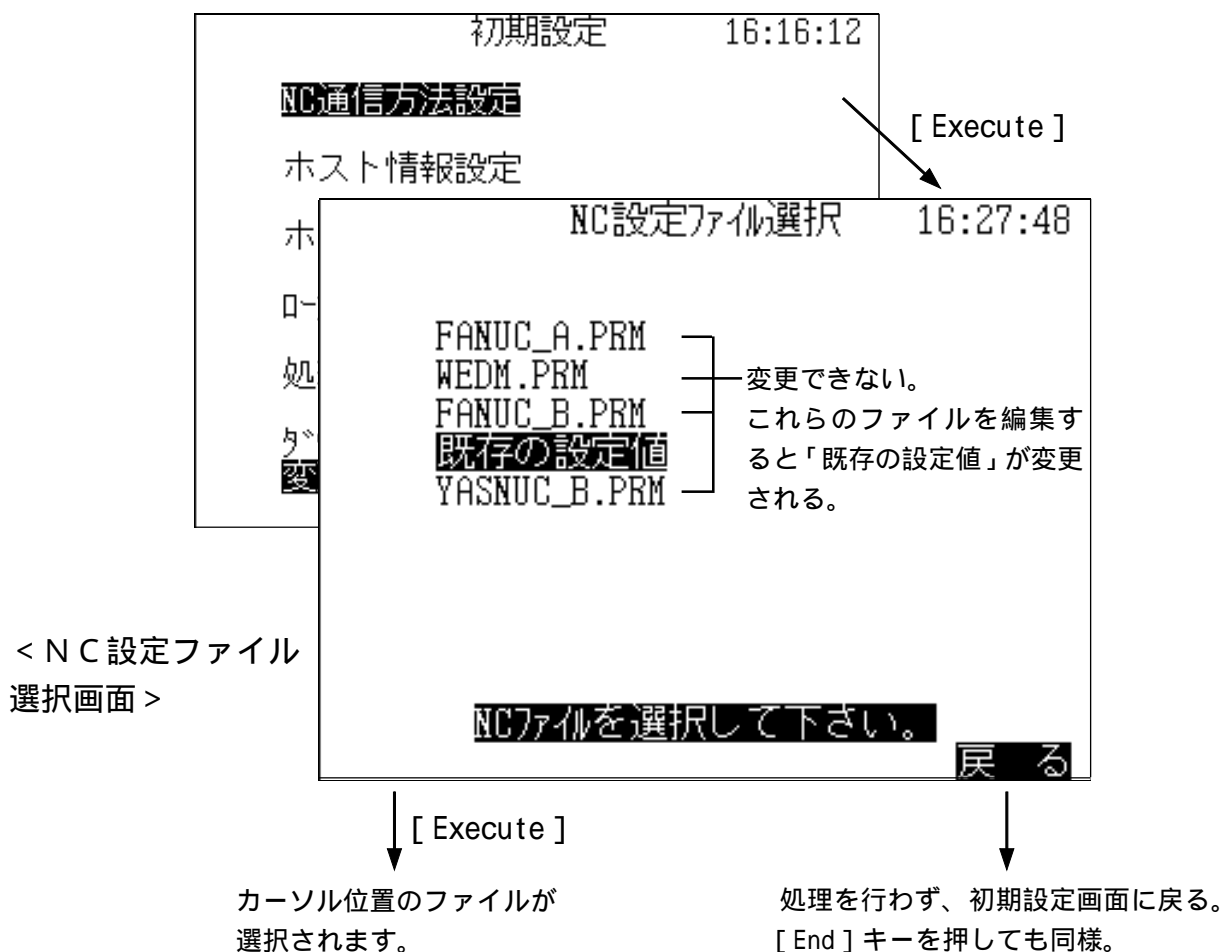 初期設定 16:16:12
NC通信方法設定
[ Execute ]
ホスト情報設定
NC設定ﾌｧｲﾙ選択 16:27:48
ホ
ﾛｰ
処
ﾀﾞ
変
FANUC_A.PRM
WEDM.PRM
FANUC_B.PRM
既存の設定値
YASNUC_B.PRM
変更できない。
これらのファイルを編集す
ると「既存の設定値」が変更
される。
<ＮＣ設定ファイル
選択画面>
NCﾌｧｲﾙを選択して下さい。
戻　る
[ Execute ]
カーソル位置のファイルが
選択されます。
処理を行わず、初期設定画面に戻る。
[ End ] キーを押しても同様。